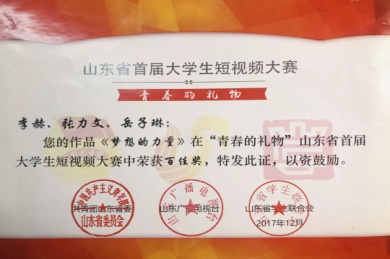 山东省首届大学生短视频大赛
青春的礼物
李赫、张力文、岳子琳：
您的作品《梦想的力量》在“青春的礼物”山东省首届
大学生短视频大赛中荣获百佳奖，特发此证，以资鼓励。
共青团山东省委 山东广播电视台 山东省学生联合会
2017年12月